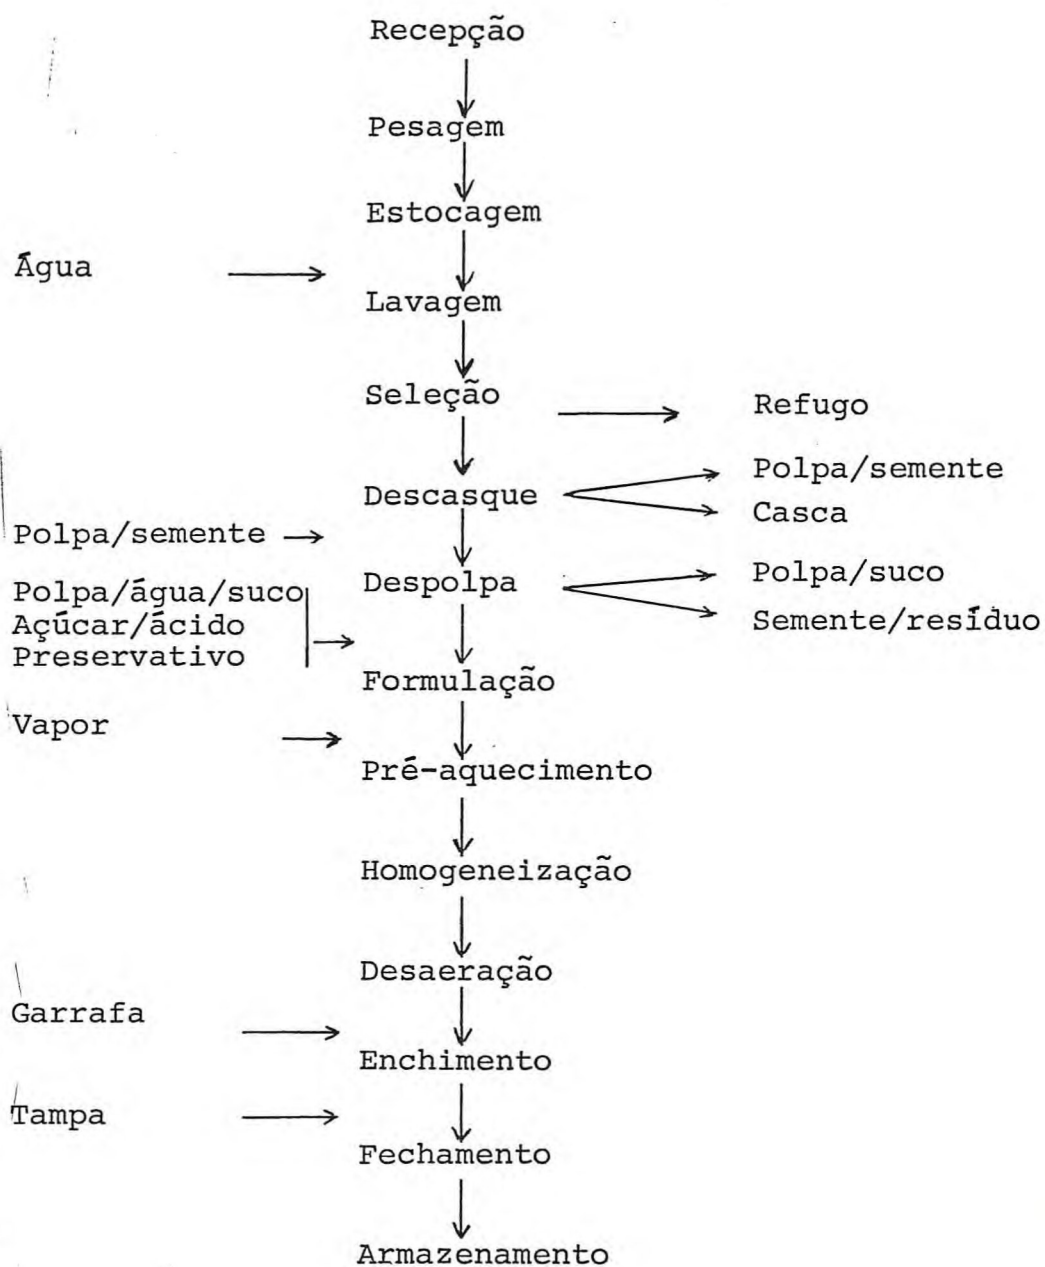 Recepção
Pesagem
Estocagem
Água
Lavagem
Seleção
Refugo
Polpa/semente
Descasque
Casca
Polpa/semente
Polpa/suco
Despolpa
Polpa/água/suco
Semente/resíduo
Açúcar/ácido
Preservativo
Formulação
Vapor
Pré-aquecimento
Homogeneização
Desaeração
Garrafa
Enchimento
Tampa
Fechamento
Armazenamento